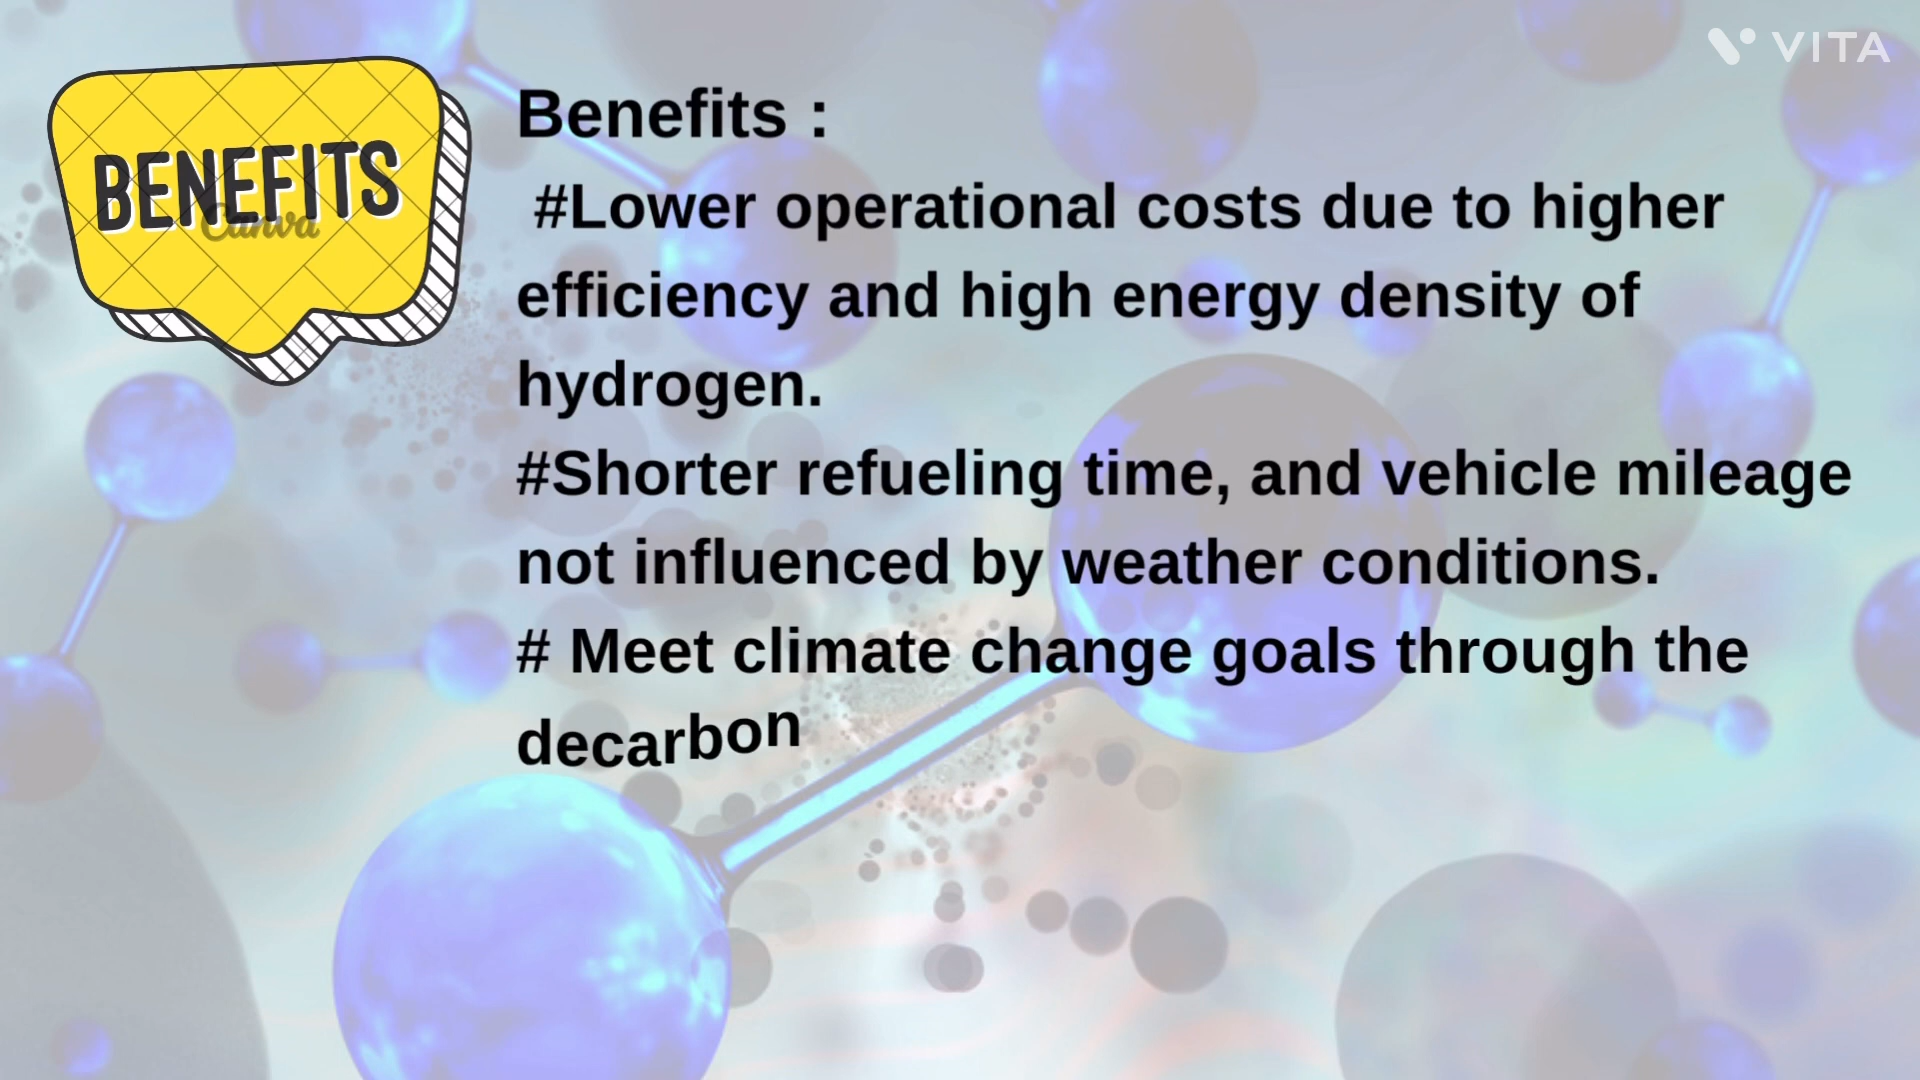 VITA
BENEFITS
Canva
Benefits :
#Lower operational costs due to higher
efficiency and high energy density of
hydrogen.
#Shorter refueling time, and vehicle mileage
not influenced by weather conditions.
# Meet climate change goals through the
decarbon